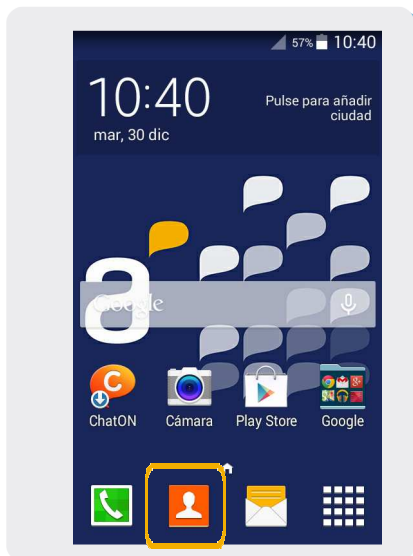 57% 10:40
10:40
Pulse para añadir
ciudad
mar, 30 dic
a
Google
ChatON
Cámara
Play Store
Google